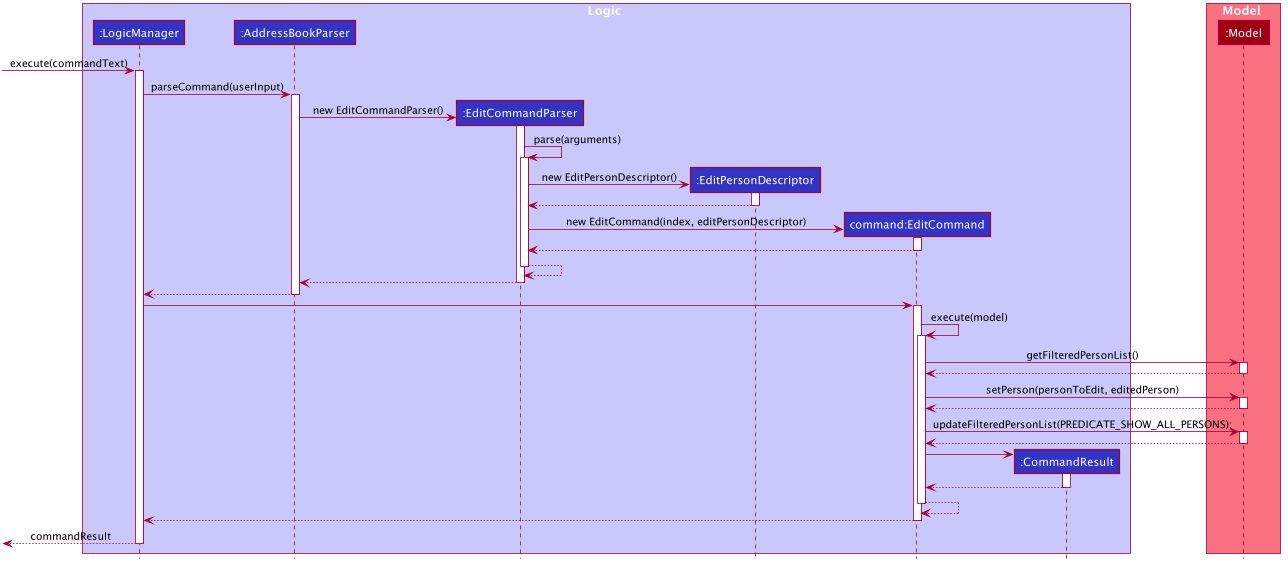 Logic
Model
:LogicManager
:AddressBookParser
:Model
execute(commandText)
parseCommand(userInput)
new EditCommandParser()
:EditCommandParser
parse(arguments)
new EditPersonDescriptor()
:EditPersonDescriptor
new EditCommand(index, editPersonDescriptor)
command:EditCommand
execute(model)
getFilteredPersonList()
setPerson(personToEdit, editedPerson)
updateFilteredPersonList(PREDICATE_SHOW_ALL_PERSONS);
:CommandResult
commandResult